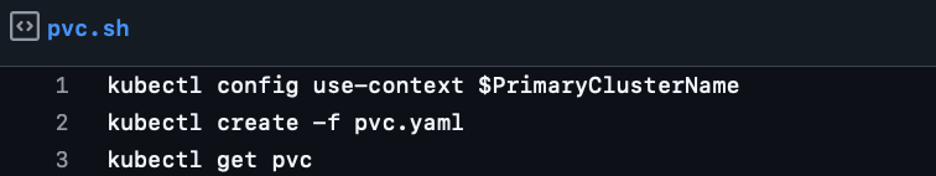 pvc.sh
1 kubectl config use-context $PrimaryClusterName
2 kubectl create -f pvc.yaml
3 kubectl get pvc